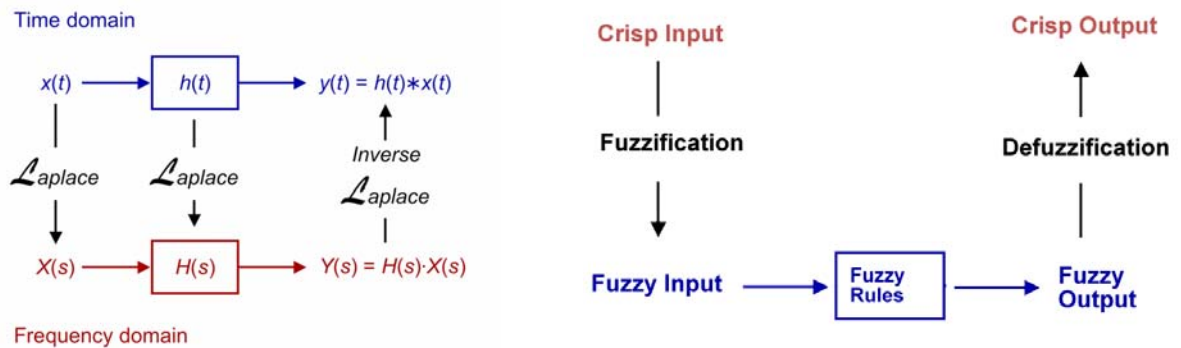 Time domain
x(t)
h(t)
y(t) = h(t)∗x(t)
Laplace
Laplace
Inverse
Laplace
X(s)
H(s)
Y(s) = H(s)·X(s)
Frequency domain
Crisp Input
Crisp Output
Fuzzification
Defuzzification
Fuzzy Input
Fuzzy
Rules
Fuzzy
Output